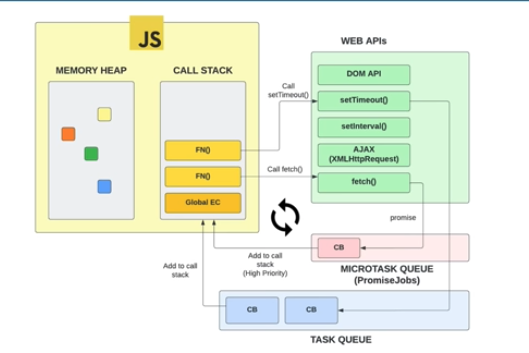 JS
MEMORY HEAP
CALL STACK
FN()
FN()
Global EC
Call
setTimeout()
Call fetch()
WEB APIs
DOM API
setTimeout()
setInterval()
AJAX
(XMLHttpRequest)
fetch()
promise
CB
MICROTASK QUEUE
(PromiseJobs)
Add to call
stack
(High Priority)
Add to call
stack
CB
CB
TASK QUEUE